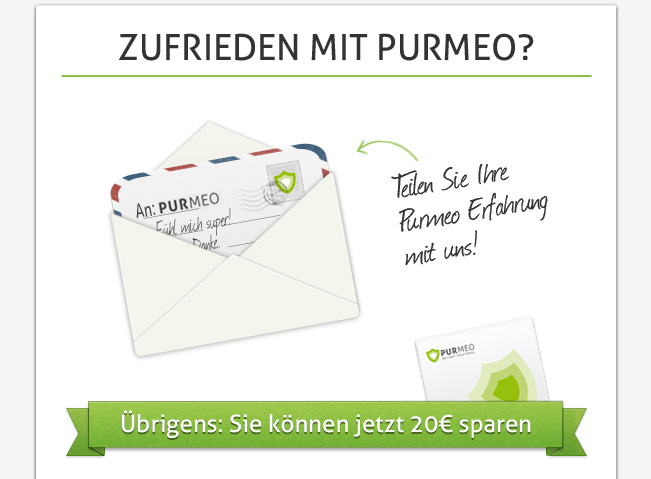 ZUFRIEDEN MIT PURMEO?
An: PURMEO
Fühl mich super!
Danke.
Teilen Sie Ihre
Purmeo Erfahrung
mit uns!
PURMEO
Übrigens: Sie können jetzt 20€ sparen